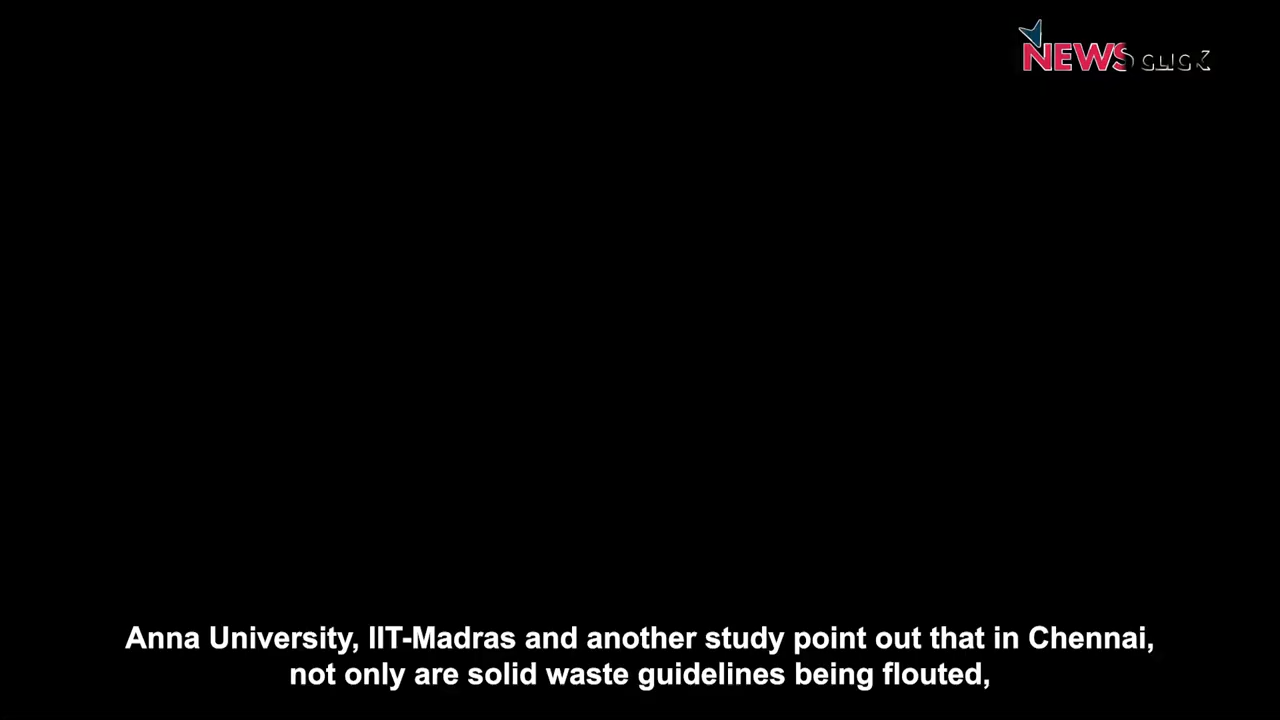 NEWSCLICK
Anna University, IIT-Madras and another study point out that in Chennai,
not only are solid waste guidelines being flouted,